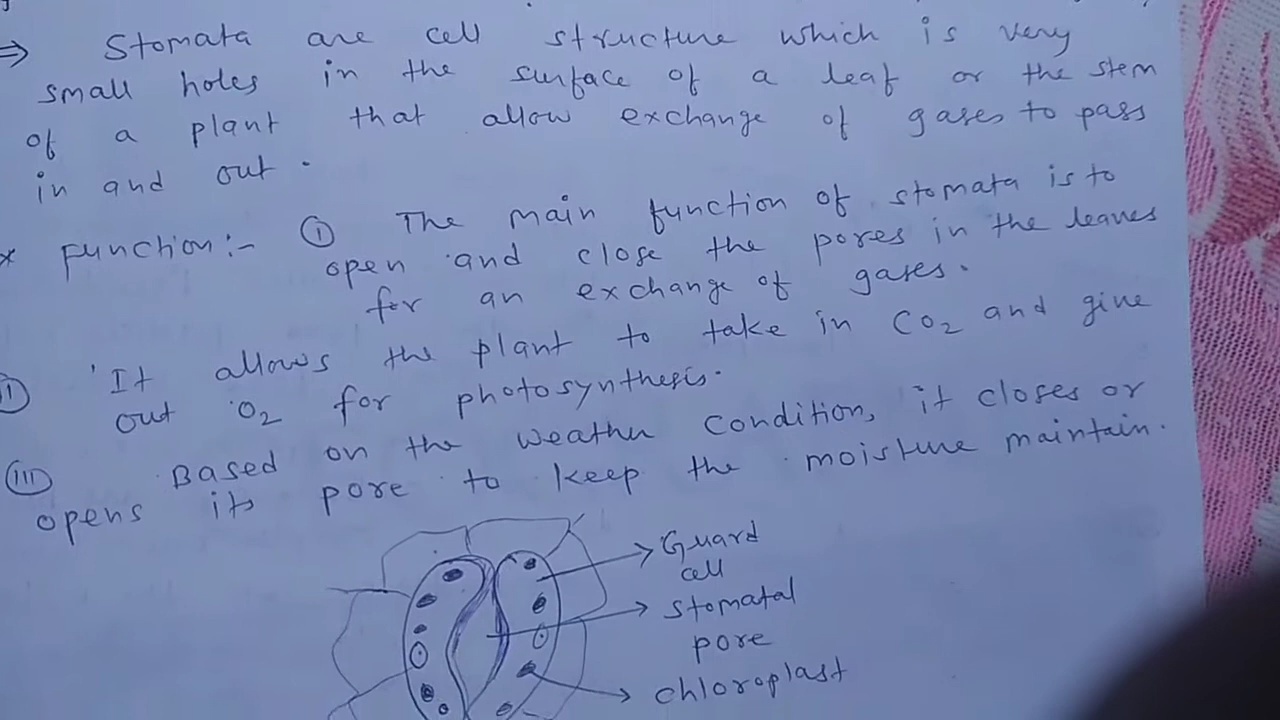 ⇒ Stomata are cell structure which is very
small holes in the surface of a leaf or the stem
of a plant that allow exchange of gases to pass
in and out.
* Function:- (i) The main function of stomata is to
open and close the pores in the leaves
for an exchange of gases.
It allows the plant to take in CO2 and give
out O2 for photosynthesis.
(iii) Based on the weather condition, it closes or
opens its pore to keep the moisture maintain.
Guard
cell
stomatal
pore
chloroplast